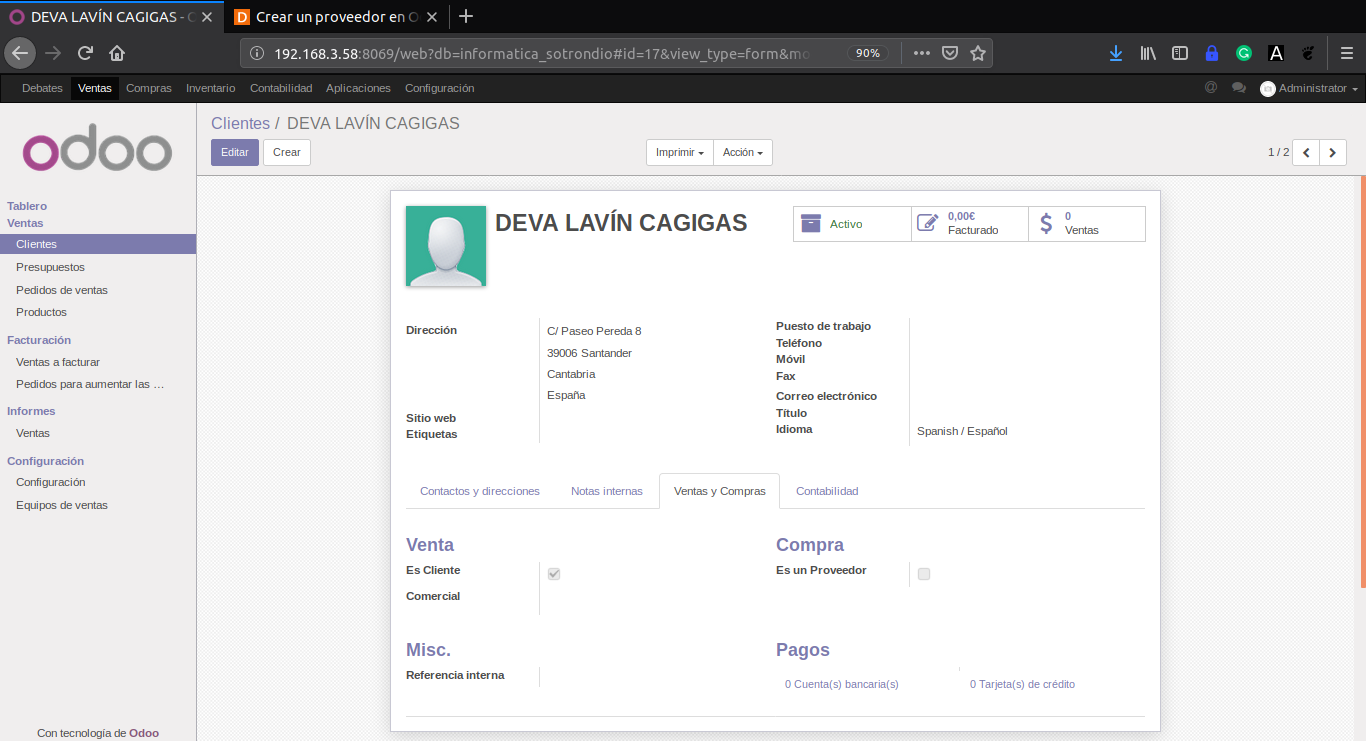 DEVA LAVÍN CAGIGAS - 
Crear un proveedor en
192.168.3.58:8069/web?db=informatica_sotrondio#id=17&view_type=form&mo
90%
Debates Ventas Compras Inventario Contabilidad Aplicaciones Configuración
@ Administrator
odoo
Clientes / DEVA LAVÍN CAGIGAS
Editar Crear
Imprimir Acción
1 / 2
Tablero
Ventas
Clientes
Presupuestos
Pedidos de ventas
Productos
Facturación
Ventas a facturar
Pedidos para aumentar las ...
Informes
Ventas
Configuración
Configuración
Equipos de ventas
Con tecnología de Odoo
DEVA LAVÍN CAGIGAS
Activo
0,00€
Facturado
0
Ventas
Dirección
C/ Paseo Pereda 8
39006 Santander
Cantabria
España
Sitio web
Etiquetas
Puesto de trabajo
Teléfono
Móvil
Fax
Correo electrónico
Título
Idioma Spanish / Español
Contactos y direcciones Notas internas Ventas y Compras Contabilidad
Venta
Es Cliente
Comercial
Compra
Es un Proveedor
Misc.
Referencia interna
Pagos
0 Cuenta(s) bancaria(s) 0 Tarjeta(s) de crédito